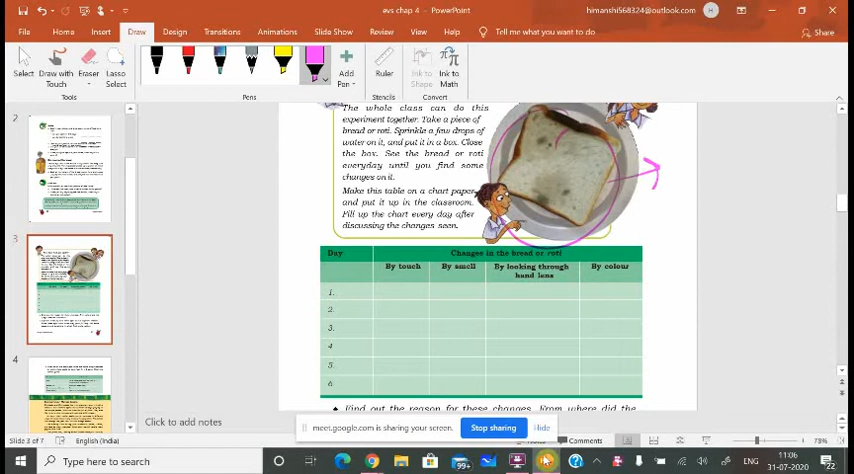 evs chap 4 - PowerPoint
himanshi568324@outlook.com
H
File Home Insert Draw Design Transitions Animations Slide Show Review View Help Tell me what you want to do Share
Select
Draw with Touch
Eraser
Lasso Select
Add Pen
Ruler
Ink to Shape
Ink to Math
Tools Pens Stencils Convert
2
3
4
The whole class can do this
experiment together. Take a piece of
bread or roti. Sprinkle a few drops of
water on it, and put it in a box. Close
the box. See the bread or roti
everyday until you find some
changes on it.
Make this table on a chart paper
and put it up in the classroom.
Fill up the chart every day after
discussing the changes seen.
Day Changes in the bread or roti
By touch By smell By looking through hand lens By colour
1.
2.
3.
4
5.
6
Find out the reason for these changes. From where did the
Click to add notes
meet.google.com is sharing your screen. Stop sharing Hide
Slide 3 of 7 English (India) Comments 78%
Type here to search
99+
ENG
11:06
31-07-2020
22